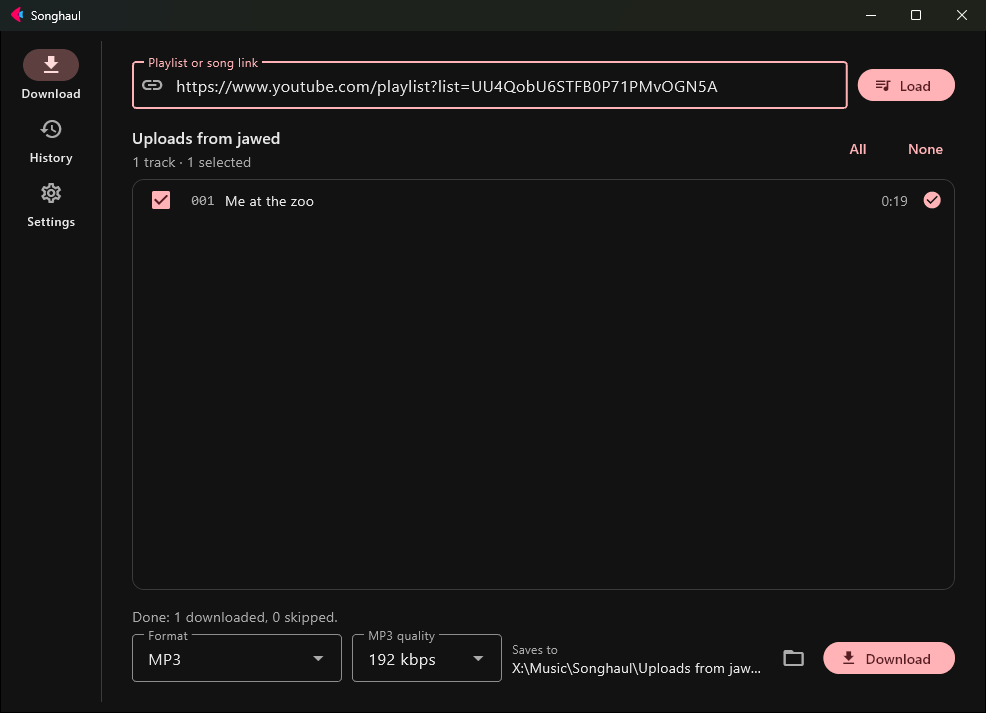 Songhaul
Download
History
Settings
Playlist or song link
https://www.youtube.com/playlist?list=UU4QobU6STFB0P71PMvOGN5A
Load
Uploads from jawed
1 track · 1 selected
All
None
001 Me at the zoo 0:19
Done: 1 downloaded, 0 skipped.
Format
MP3
MP3 quality
192 kbps
Saves to
X:\Music\Songhaul\Uploads from jaw...
Download